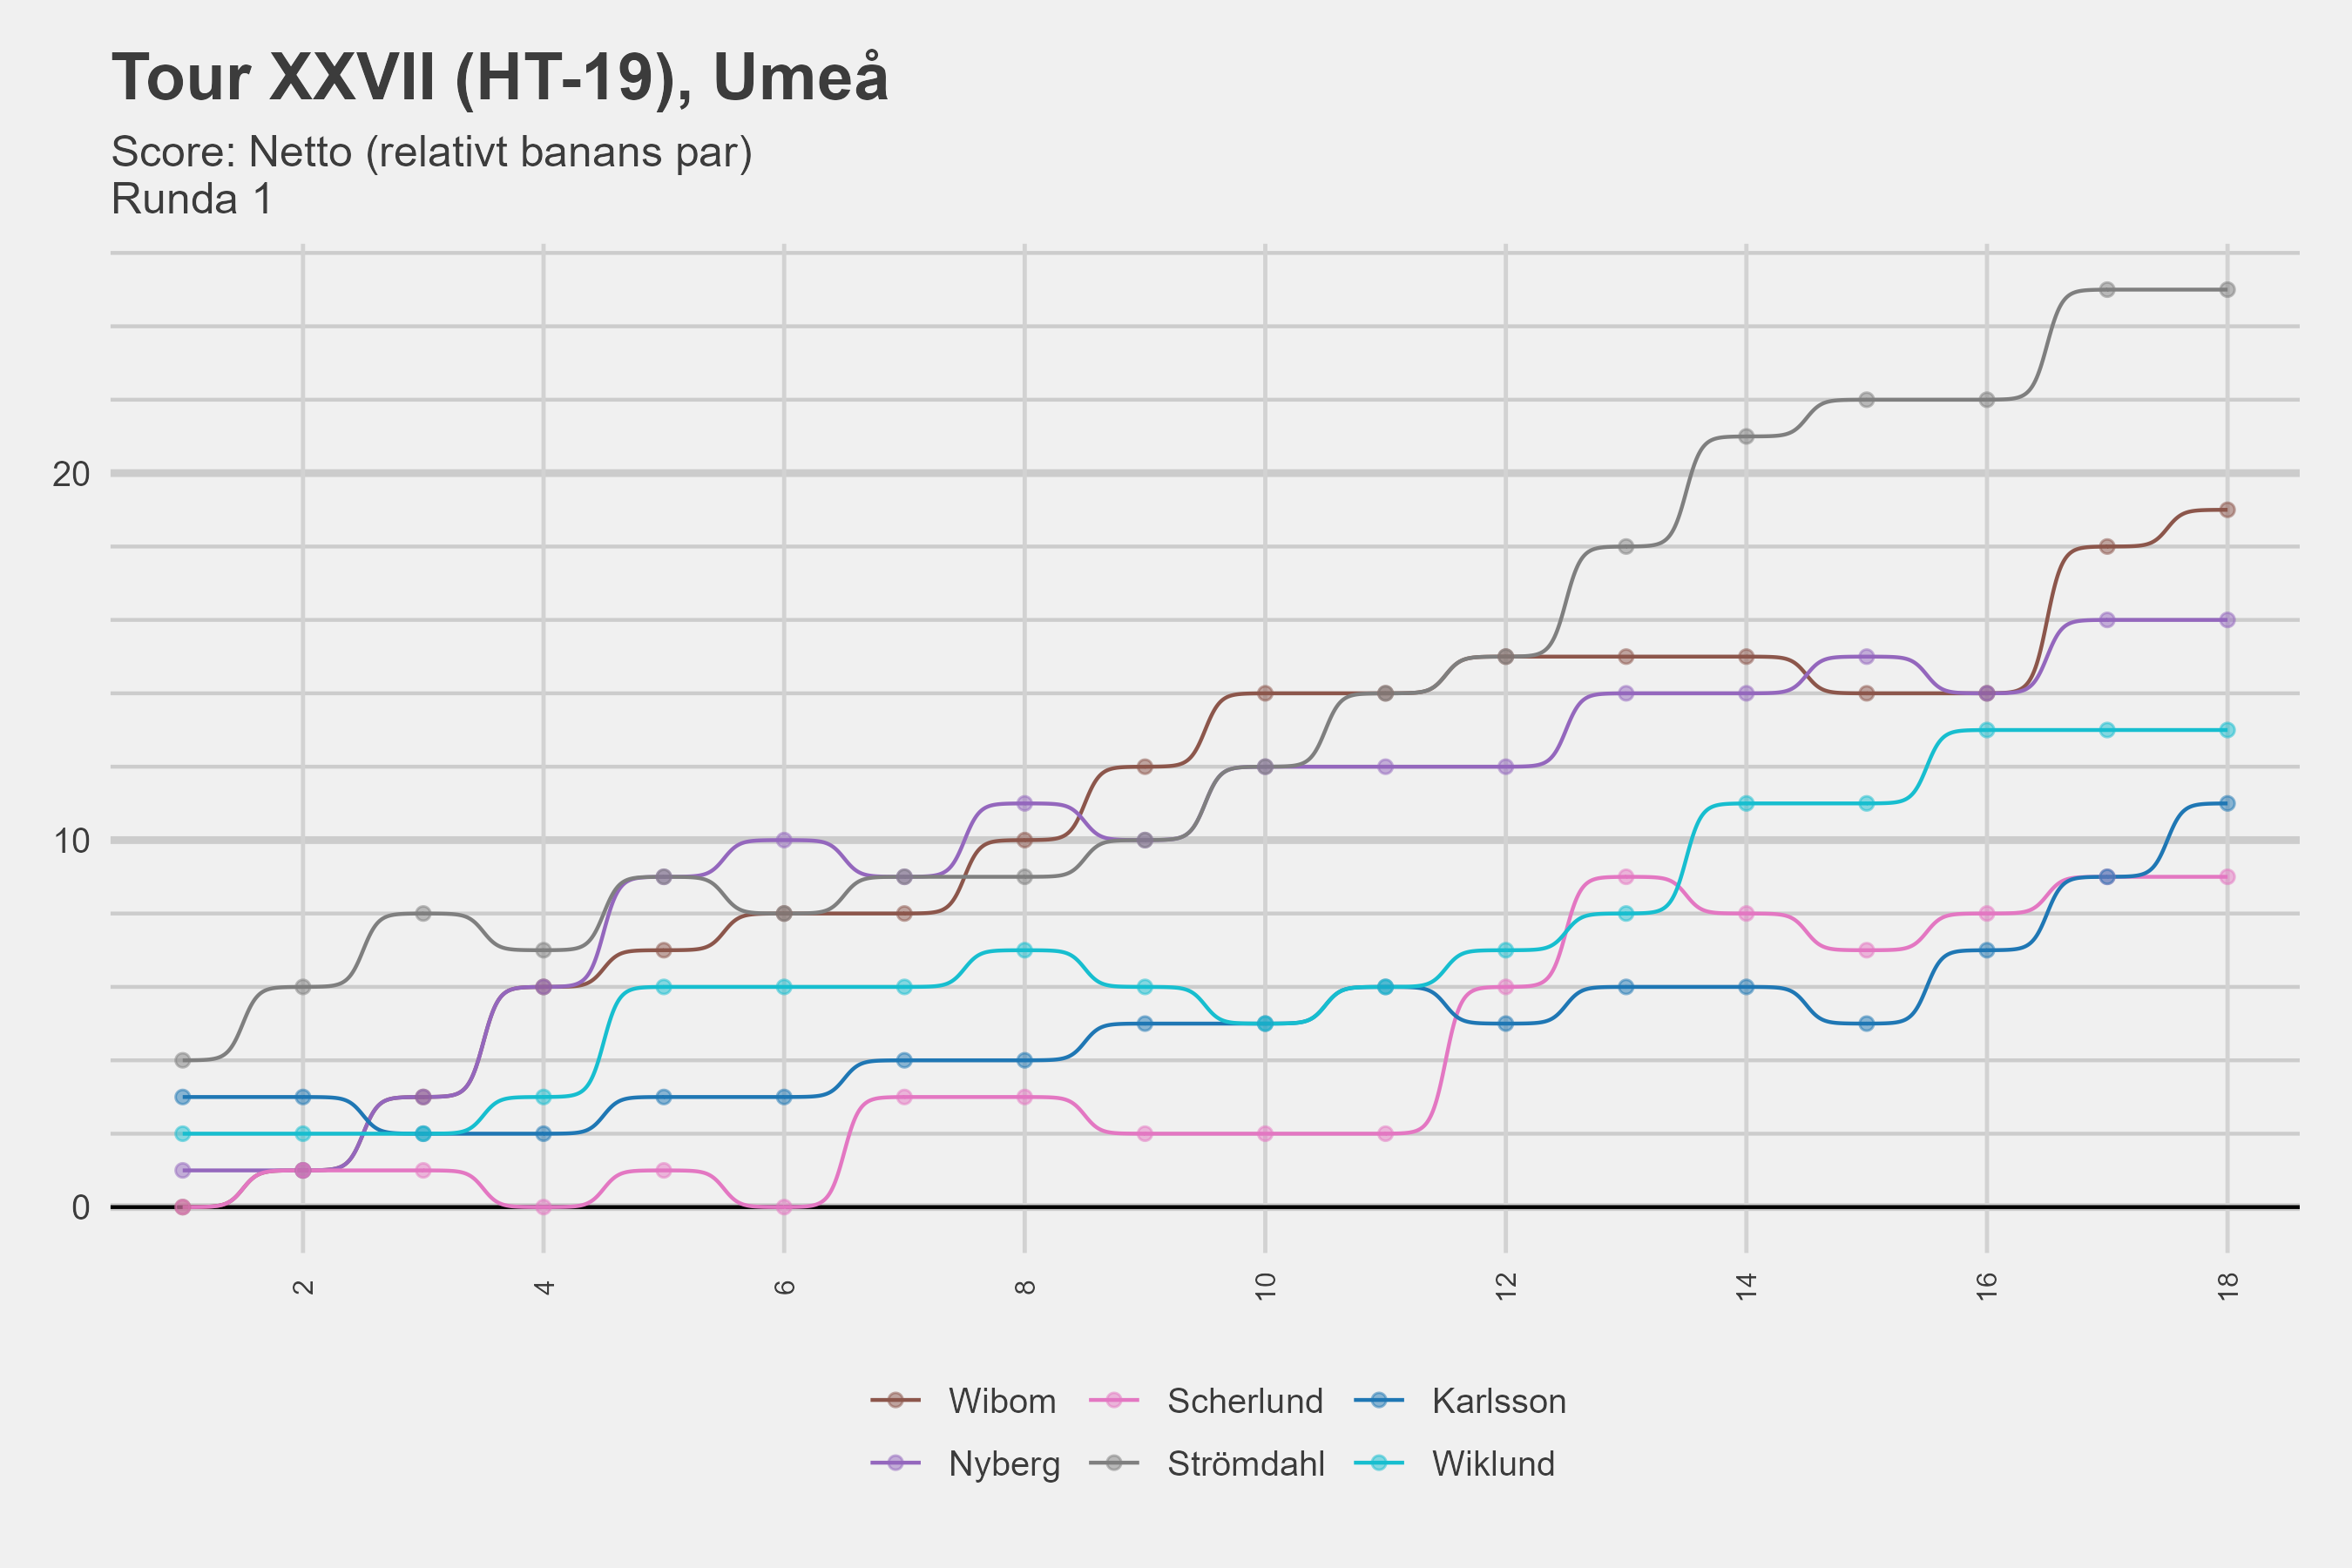 Tour XXVII (HT-19), Umeå
Score: Netto (relativt banans par)
Runda 1
20
10
0
2 4 6 8 10 12 14 16 18
Wibom Scherlund Karlsson
Nyberg Strömdahl Wiklund